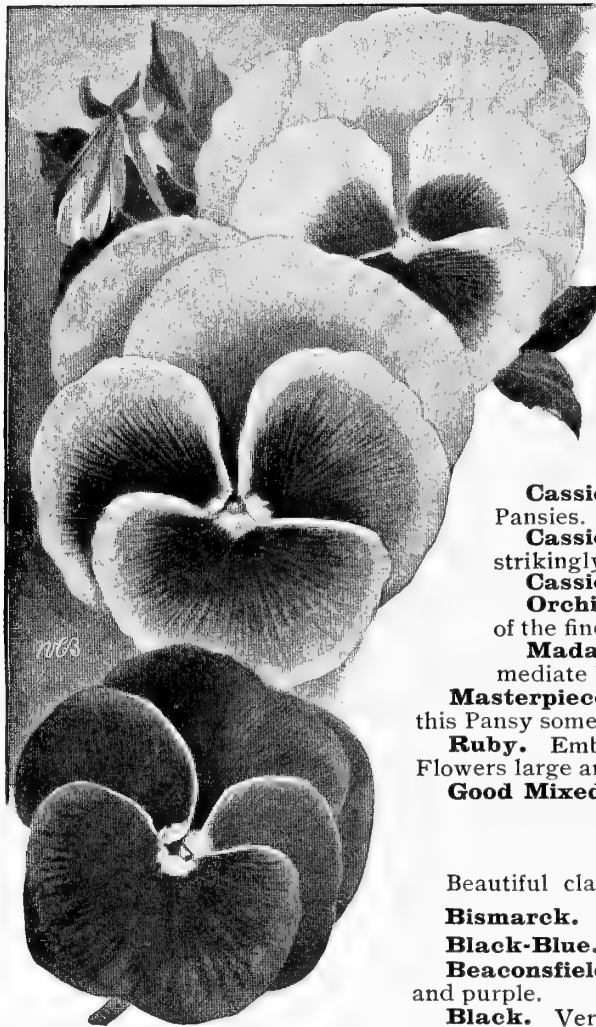 Cassie
Pansies.
Cassie
strikingly
Cassie
Orchi
of the fine
Mada
mediate
Masterpiece
this Pansy some
Ruby. Emb
Flowers large a
Good Mixed
Beautiful cla
Bismarck.
Black-Blue.
Beaconsfield
and purple.
Black. Ver